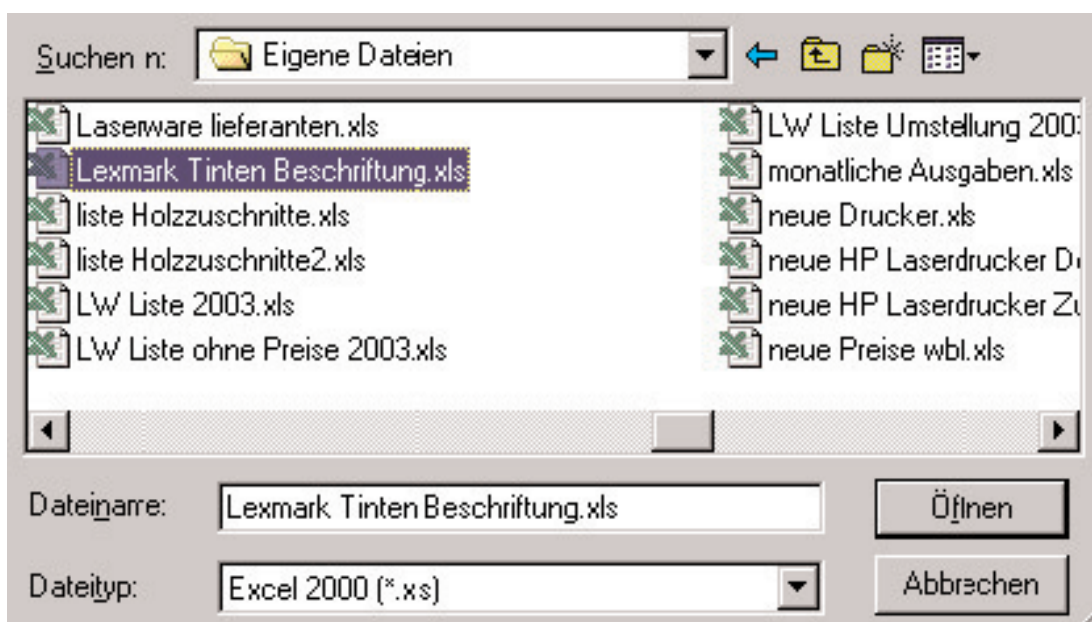 Suchen n: Eigene Dateien
Laserware lieferanten.xls
Lexmark Tinten Beschriftung.xls
liste Holzzuschnitte.xls
liste Holzzuschnitte2.xls
LW Liste 2003.xls
LW Liste ohne Preise 2003.xls
LW Liste Umstellung 200
monatliche Ausgaben.xls
neue Drucker.xls
neue HP Laserdrucker D
neue HP Laserdrucker Zu
neue Preise wbl.xls
Dateiname: Lexmark Tinten Beschriftung.xls Öffnen
Dateityp: Excel 2000 (*.xs) Abbrechen